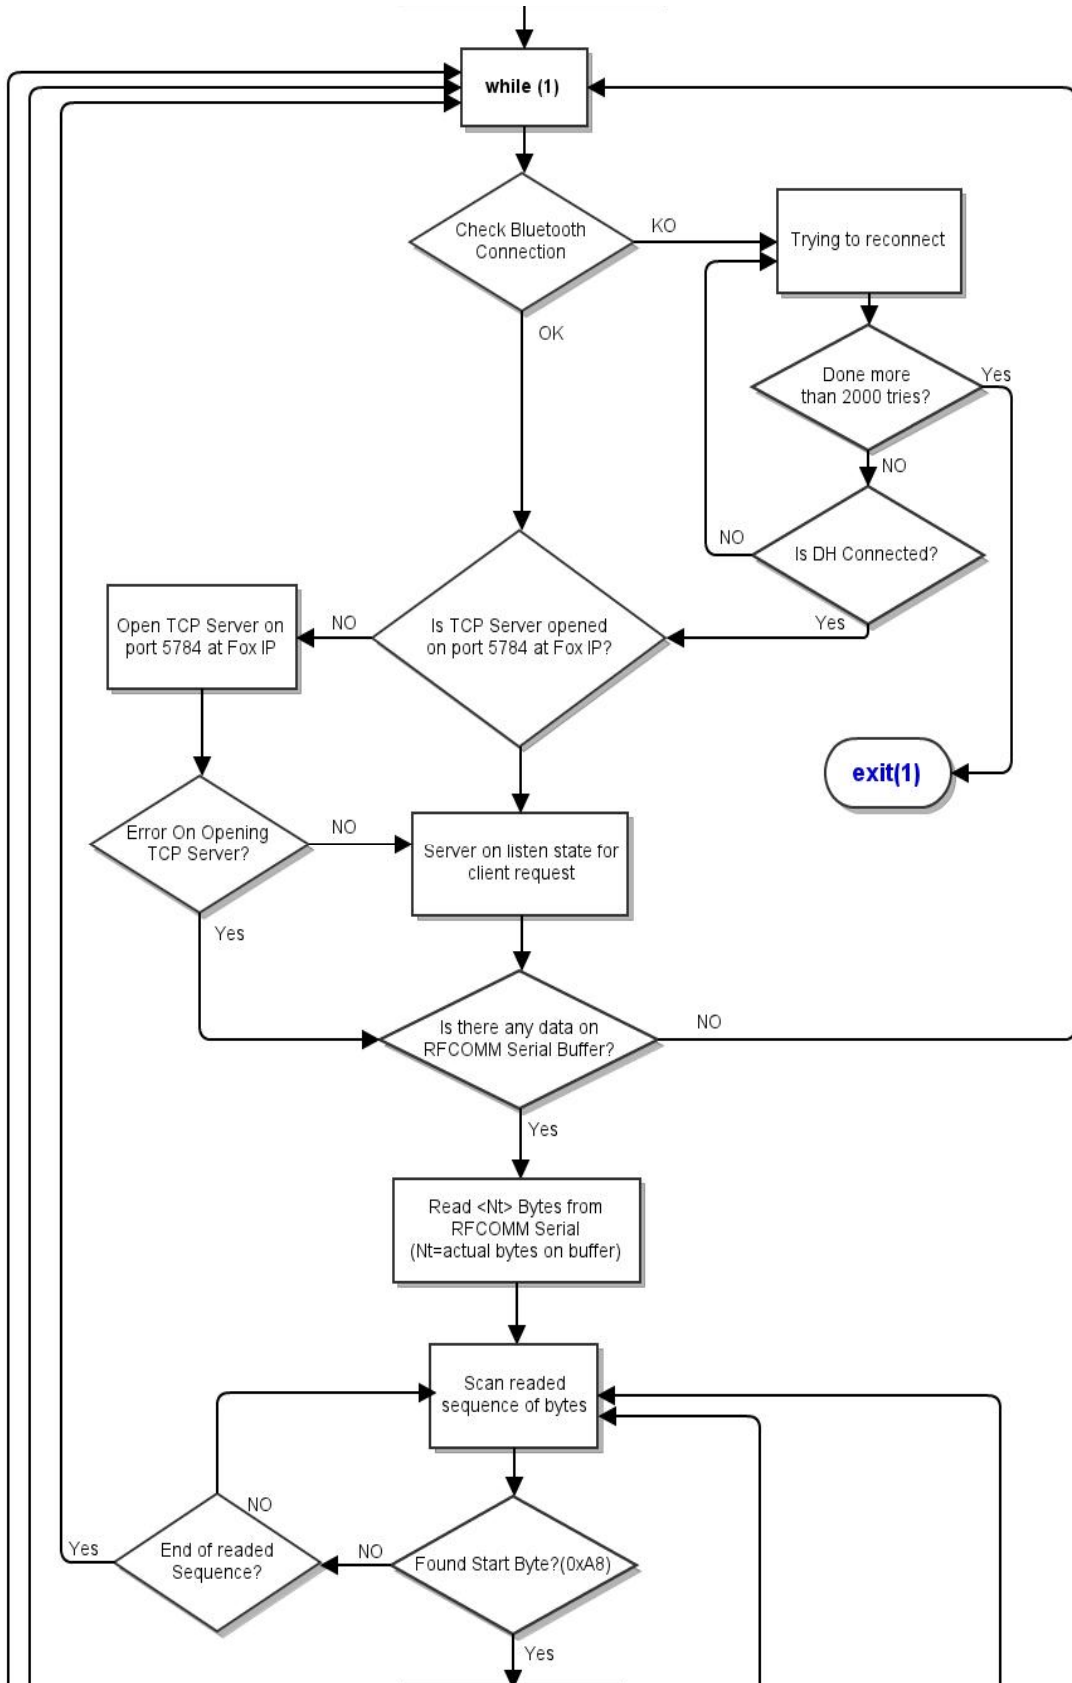 while (1)
Check Bluetooth
Connection
KO
Trying to reconnect
OK
Done more
than 2000 tries?
Yes
NO
Is DH Connected?
NO
Yes
Is TCP Server opened
on port 5784 at Fox IP?
NO
Open TCP Server on
port 5784 at Fox IP
exit(1)
Error On Opening
TCP Server?
NO
Server on listen state for
client request
Yes
Is there any data on
RFCOMM Serial Buffer?
NO
Yes
Read <Nt> Bytes from
RFCOMM Serial
(Nt=actual bytes on buffer)
Scan readed
sequence of bytes
NO
Yes
End of readed
Sequence?
NO
Found Start Byte?(0xA8)
Yes